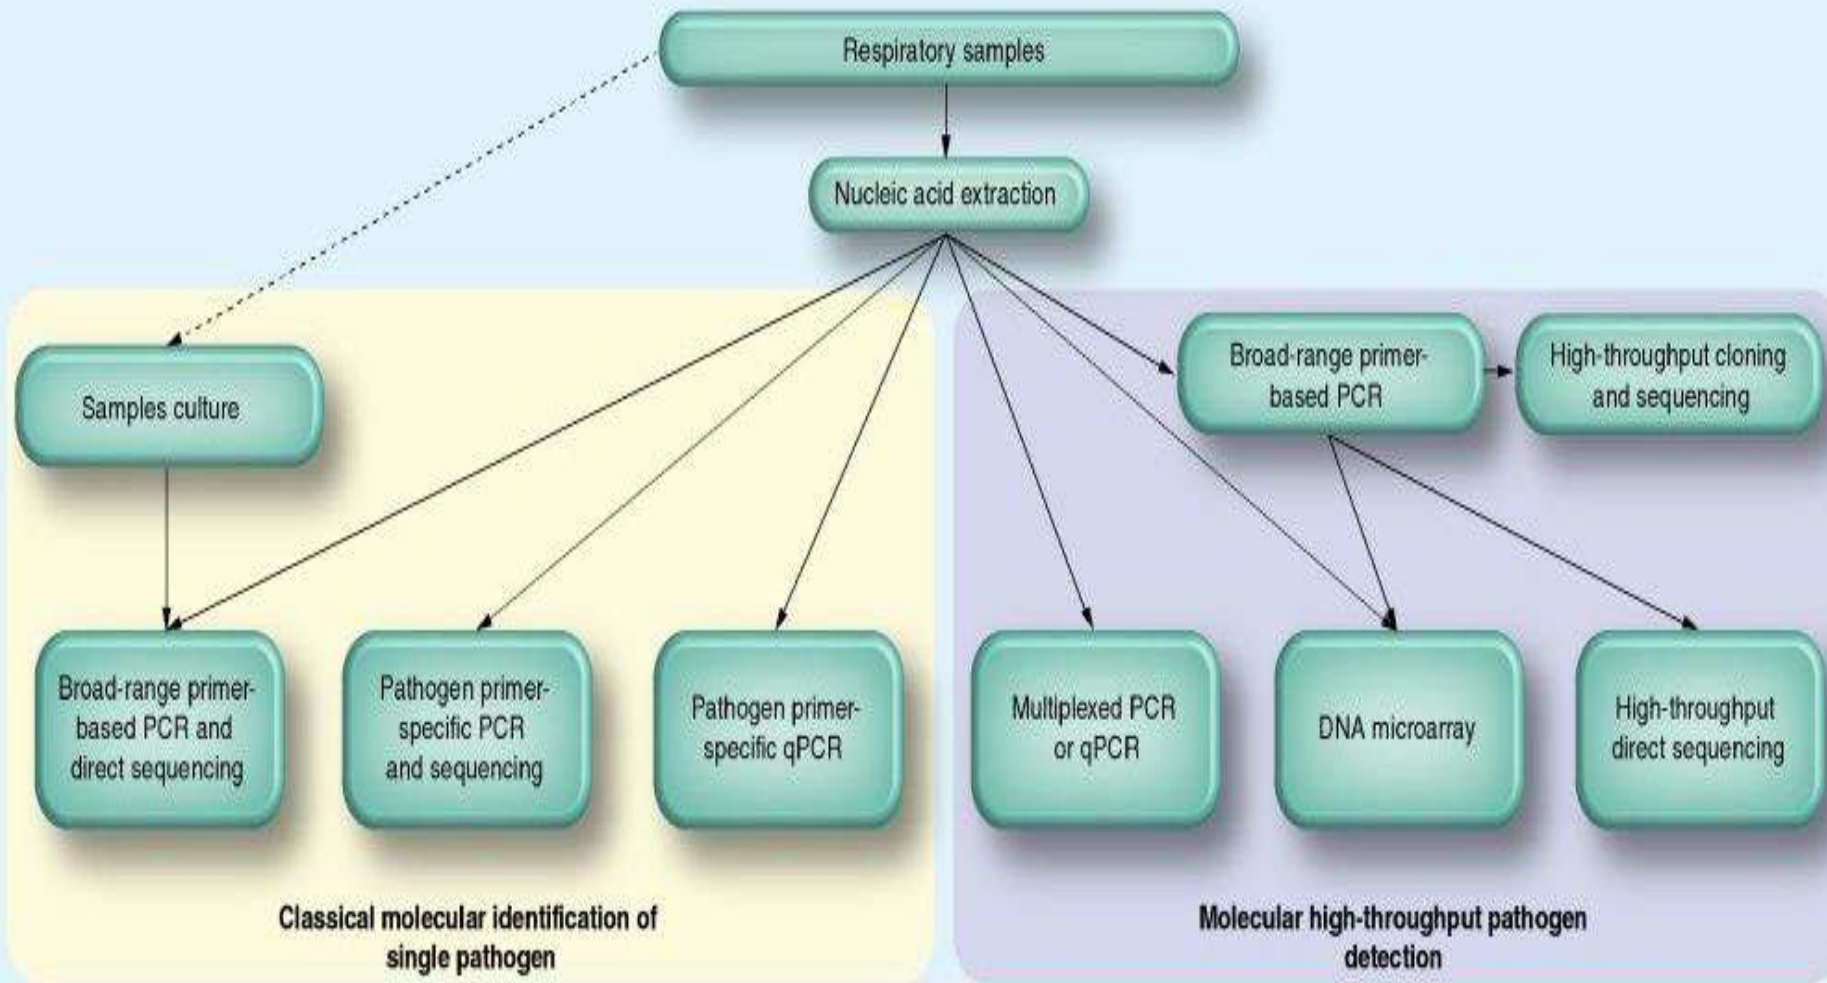 Respiratory samples
Nucleic acid extraction
Samples culture
Broad-range primer-
based PCR
High-throughput cloning
and sequencing
Broad-range primer-
based PCR and
direct sequencing
Pathogen primer-
specific PCR
and sequencing
Pathogen primer-
specific qPCR
Multiplexed PCR
or qPCR
DNA microarray
High-throughput
direct sequencing
Classical molecular identification of
single pathogen
Molecular high-throughput pathogen
detection